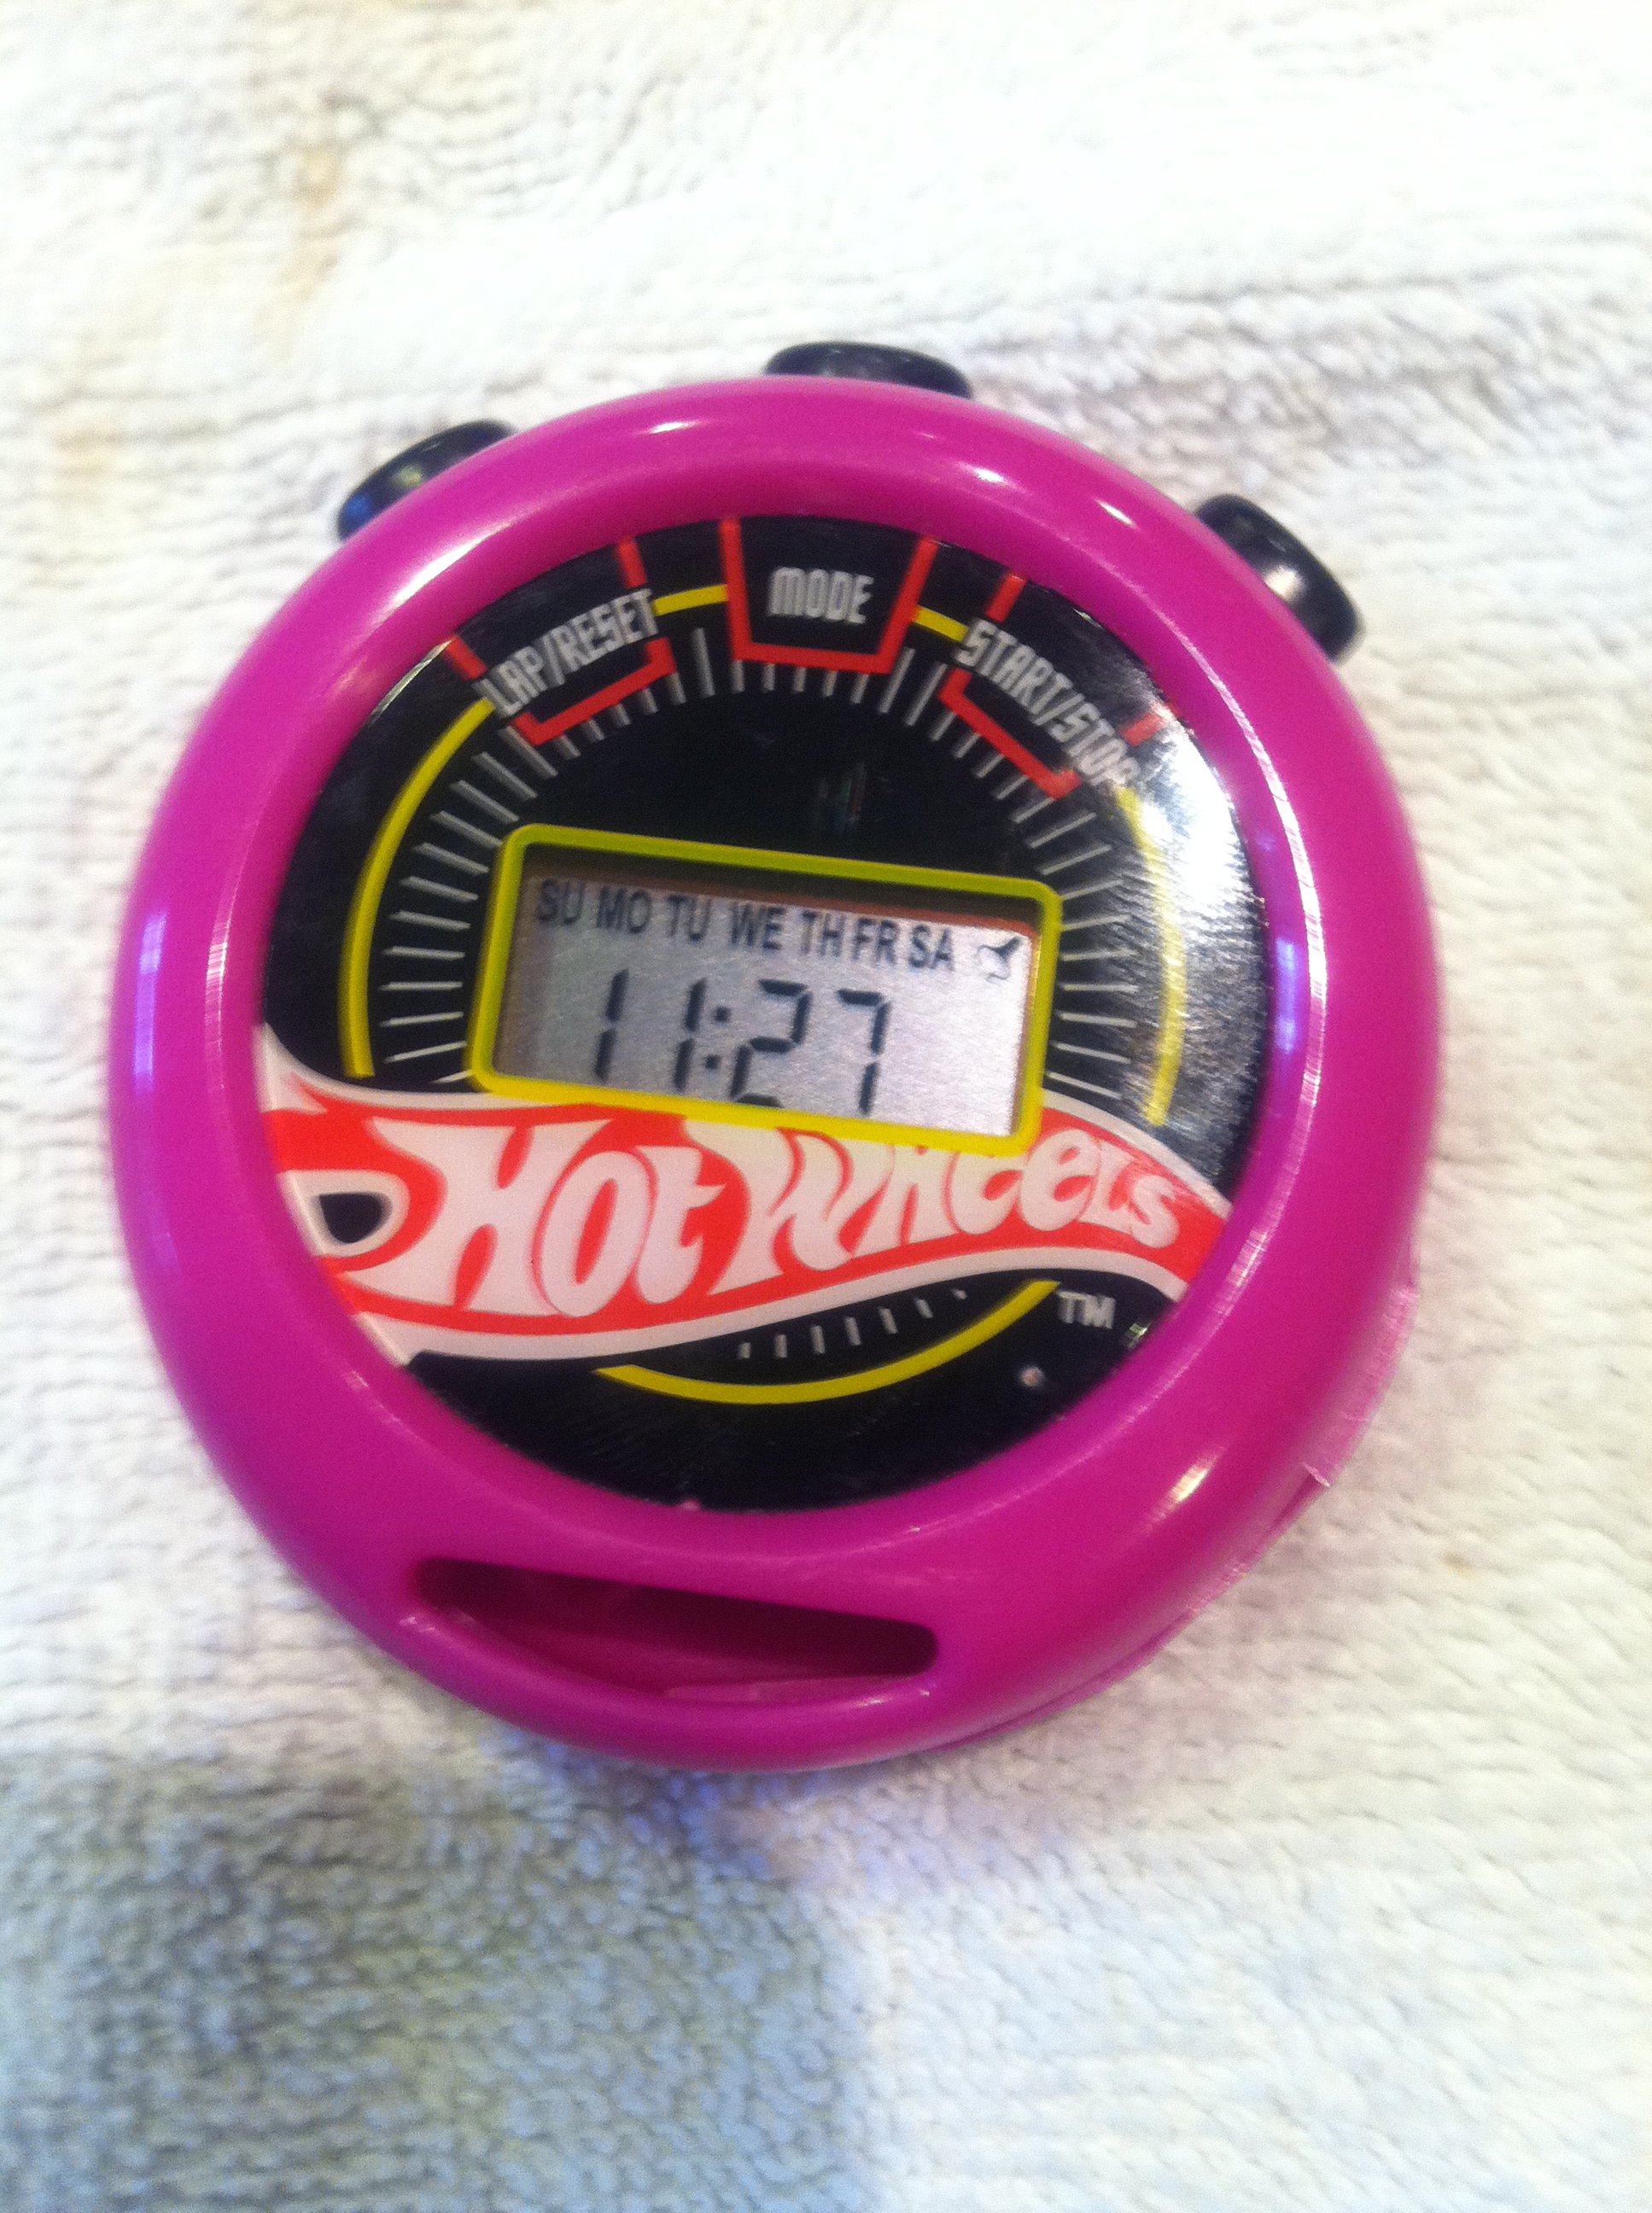 LAP/RESET
MODE
START/STOP
SU MO TU WE TH FR SA
11:27
Hot Wheels
TM